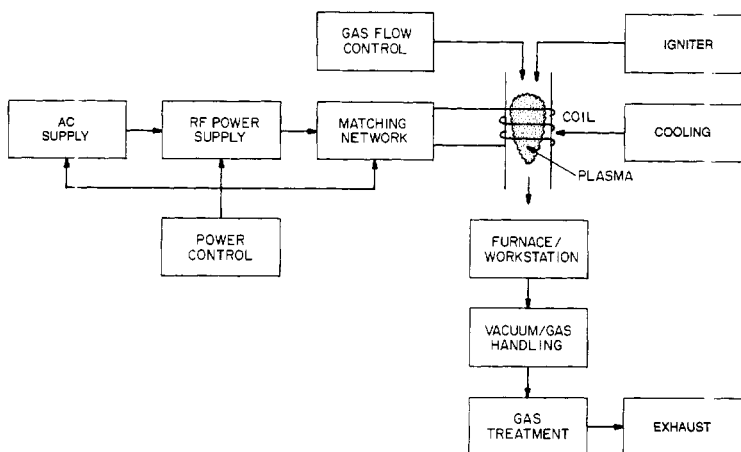 GAS FLOW
CONTROL
IGNITER
AC
SUPPLY
RF POWER
SUPPLY
MATCHING
NETWORK
COIL
COOLING
PLASMA
POWER
CONTROL
FURNACE/
WORKSTATION
VACUUM/GAS
HANDLING
GAS
TREATMENT
EXHAUST